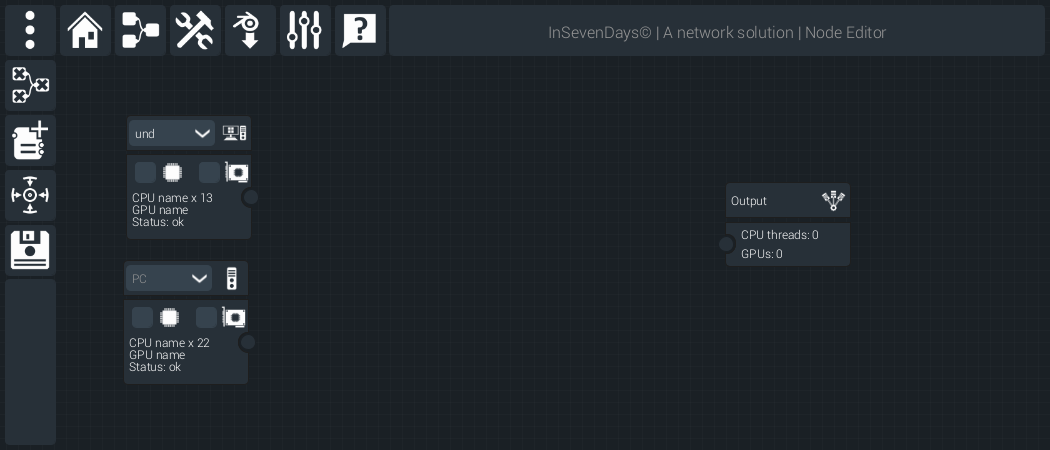 InSevenDays© | A network solution | Node Editor
und
CPU name x 13
GPU name
Status: ok
Output
CPU threads: 0
GPUs: 0
PC
CPU name x 22
GPU name
Status: ok